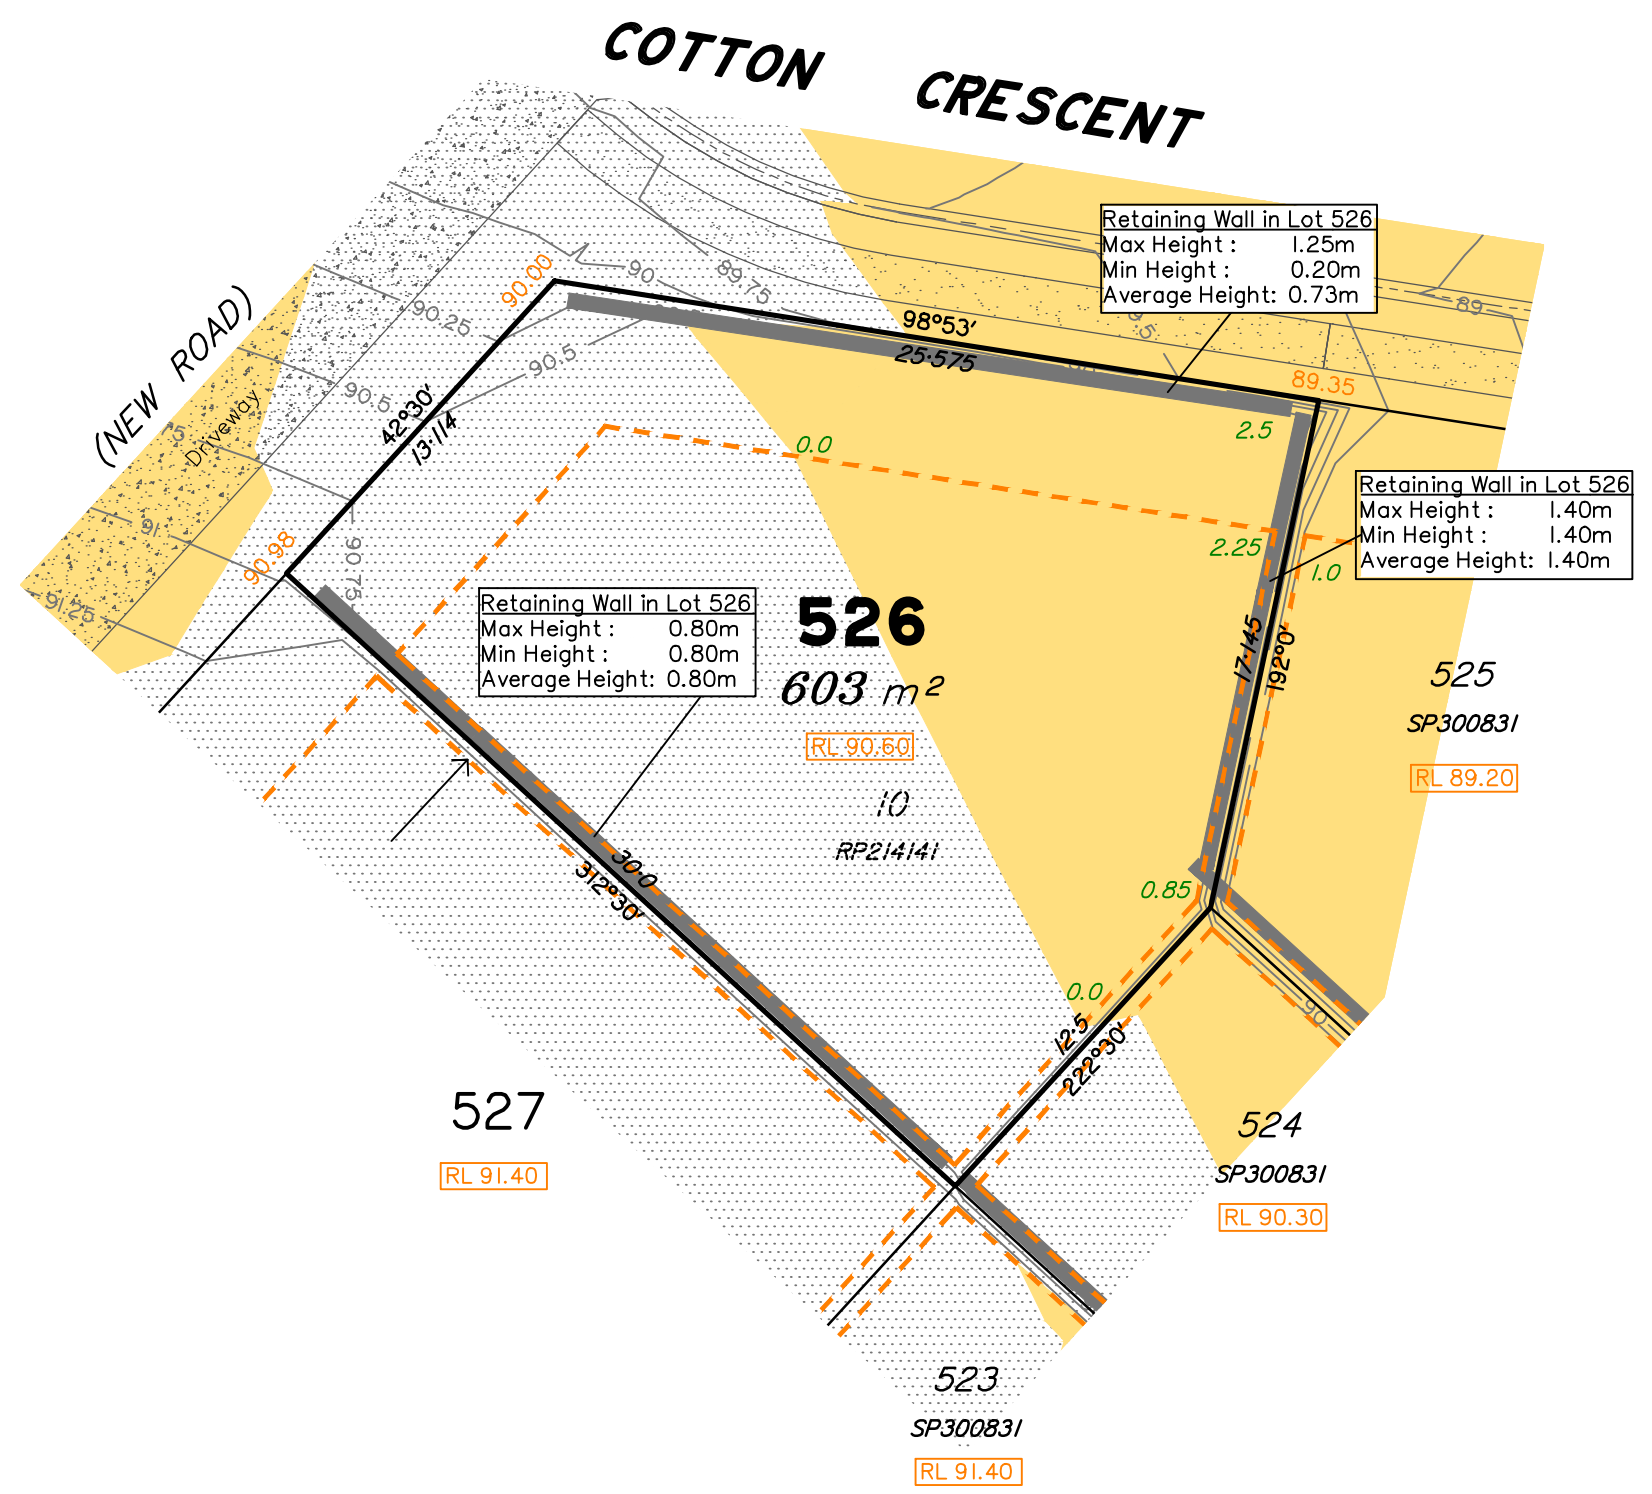 COTTON CRESCENT
(NEW ROAD)
Driveway
Retaining Wall in Lot 526
Max Height : 1.25m
Min Height : 0.20m
Average Height: 0.73m
90.00
90
89.75
90.25
90.5
90.5
98°53'
25·575
89.35
89
2.5
42°30'
13·114
0.0
90.98
90.75
91
91.25
Retaining Wall in Lot 526
Max Height : 1.40m
Min Height : 1.40m
Average Height: 1.40m
2.25
1.0
Retaining Wall in Lot 526
Max Height : 0.80m
Min Height : 0.80m
Average Height: 0.80m
526
603 m²
RL 90.60
10
RP214141
17·145
192°0'
525
SP300831
RL 89.20
30·0
312°30'
0.85
0.0
12·5
222°30'
90
527
RL 91.40
524
SP300831
RL 90.30
523
SP300831
RL 91.40